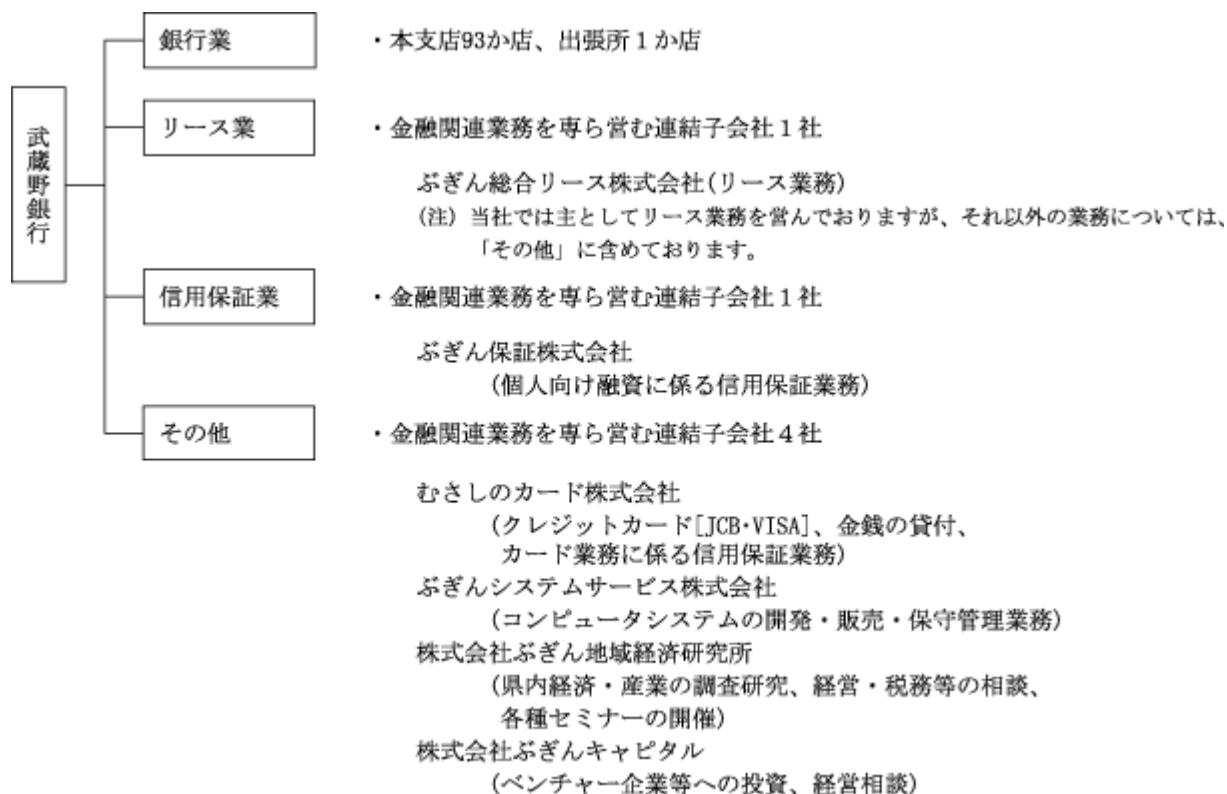 武蔵野銀行
銀行業
・本支店93か店、出張所1か店
リース業
・金融関連業務を専ら営む連結子会社1社
ぶぎん総合リース株式会社(リース業務)
(注) 当社では主としてリース業務を営んでおりますが、それ以外の業務については、
「その他」に含めております。
信用保証業
・金融関連業務を専ら営む連結子会社1社
ぶぎん保証株式会社
(個人向け融資に係る信用保証業務)
その他
・金融関連業務を専ら営む連結子会社4社
むさしのカード株式会社
(クレジットカード[JCB・VISA]、金銭の貸付、
カード業務に係る信用保証業務)
ぶぎんシステムサービス株式会社
(コンピュータシステムの開発・販売・保守管理業務)
株式会社ぶぎん地域経済研究所
(県内経済・産業の調査研究、経営・税務等の相談、
各種セミナーの開催)
株式会社ぶぎんキャピタル
(ベンチャー企業等への投資、経営相談)